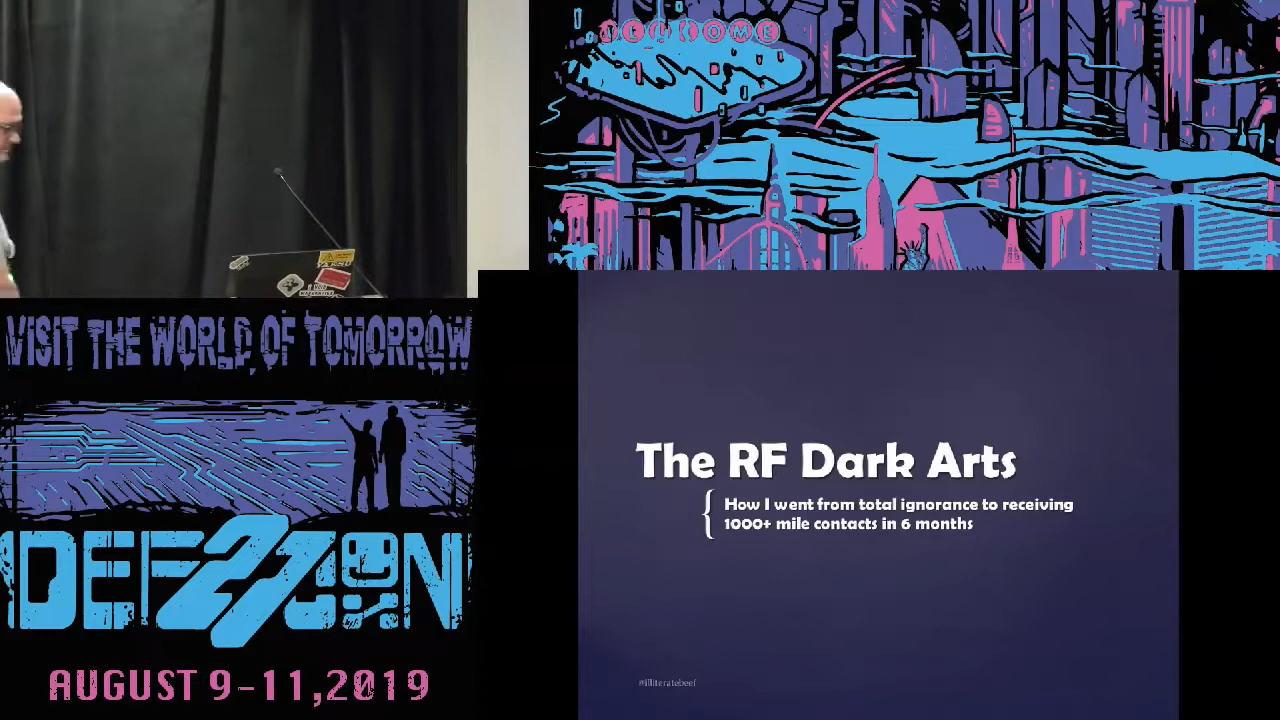 WELCOME
VISIT THE WORLD OF TOMORROW
DEF CON
27
AUGUST 9-11,2019
The RF Dark Arts
How I went from total ignorance to receiving
1000+ mile contacts in 6 months
@illiteratebeef